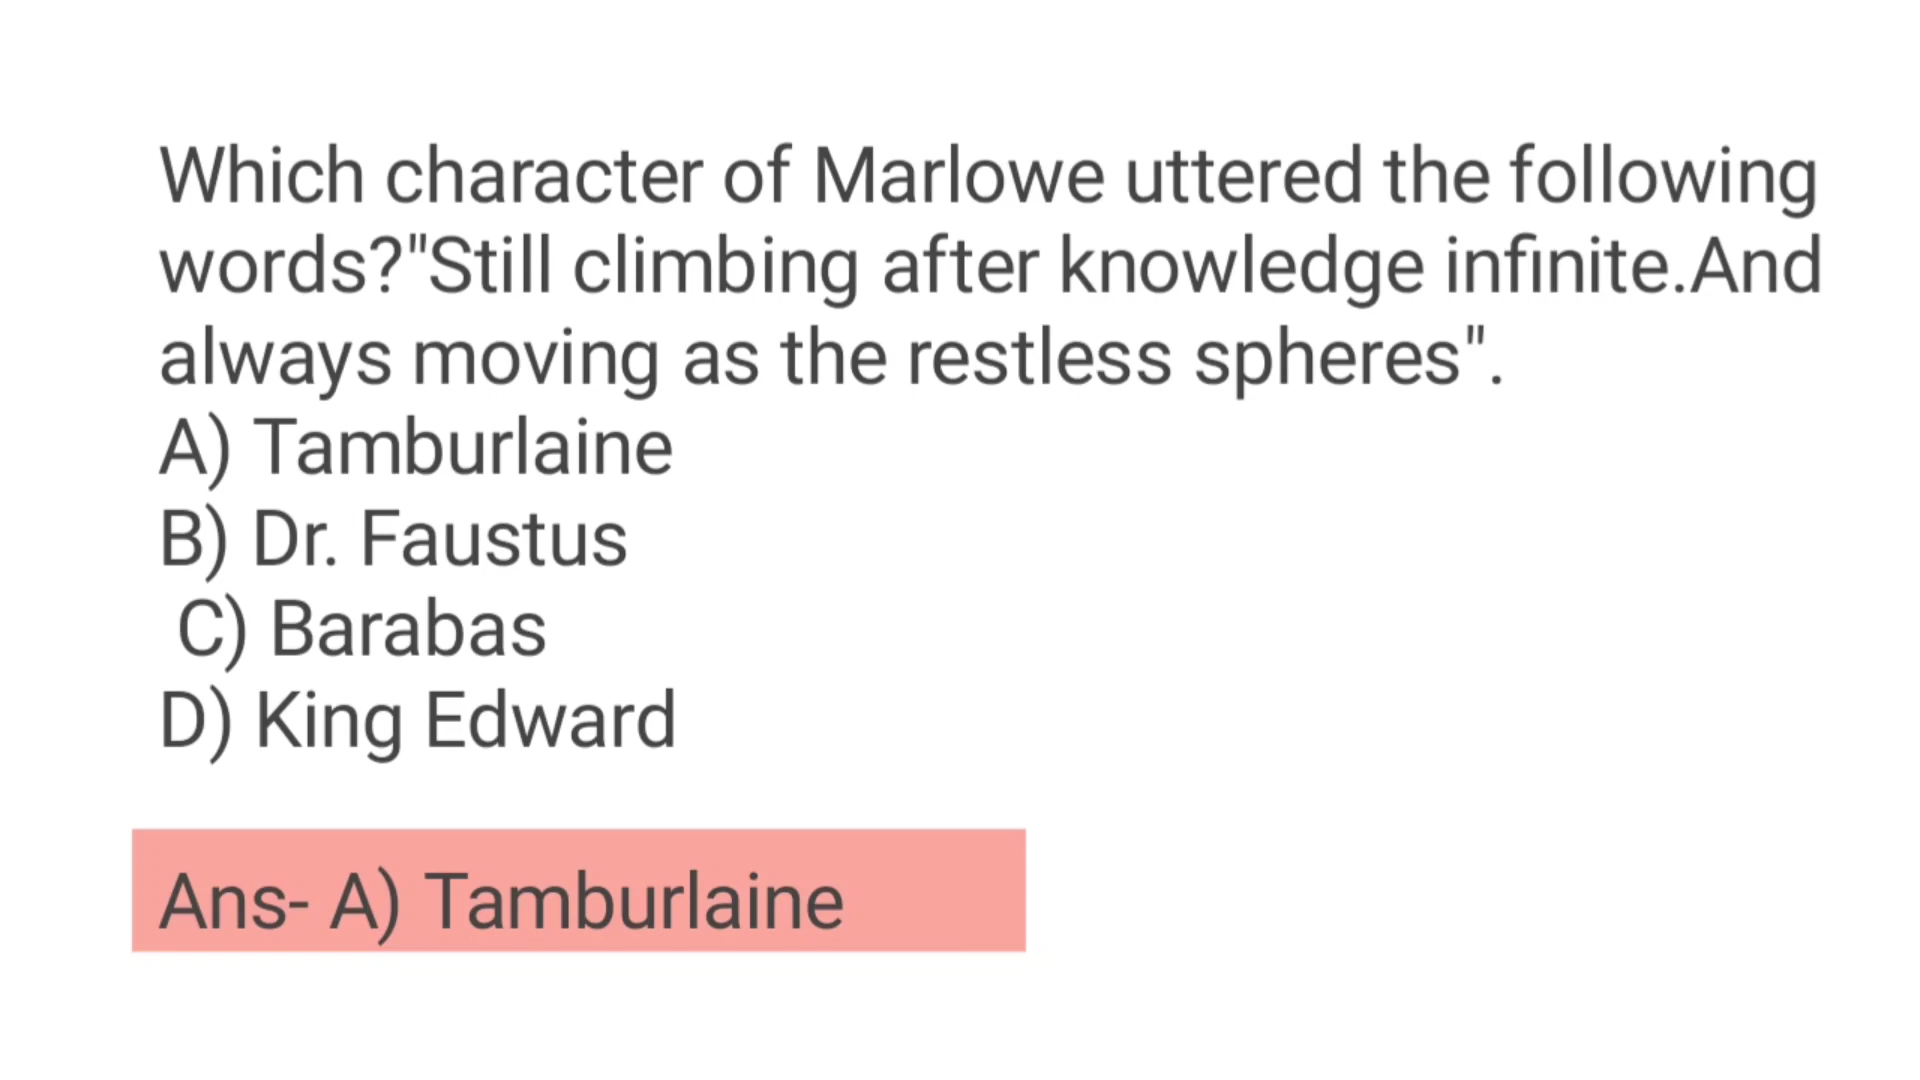 Which character of Marlowe uttered the following
words?"Still climbing after knowledge infinite.And
always moving as the restless spheres".
A) Tamburlaine
B) Dr. Faustus
C) Barabas
D) King Edward
Ans- A) Tamburlaine